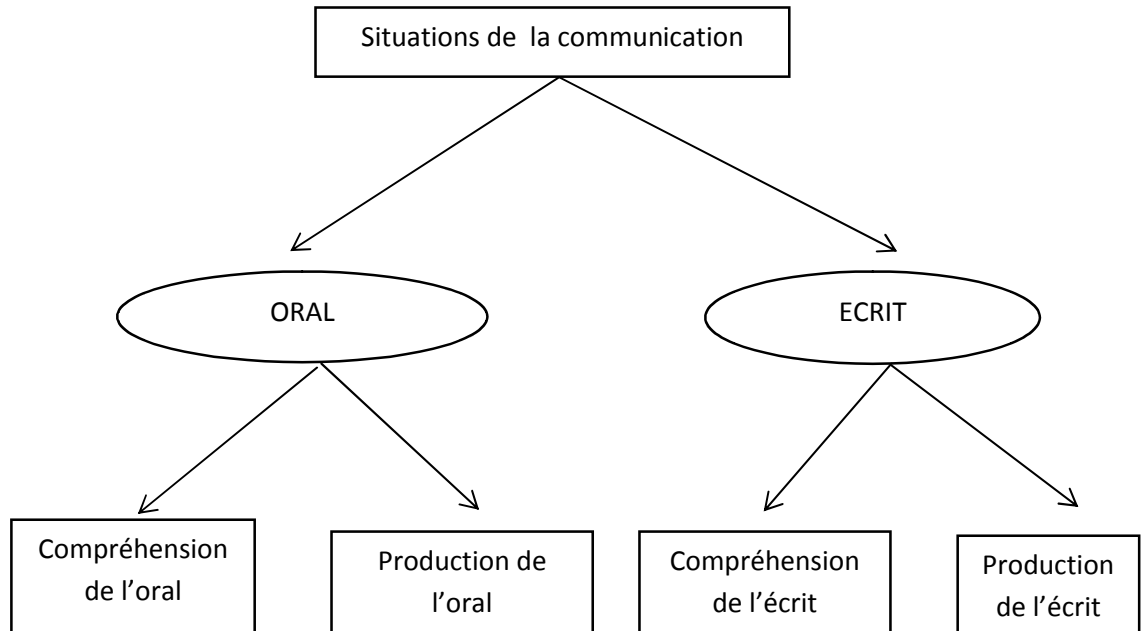 Situations de  la communication
ORAL
ECRIT
Compréhension
de l’oral
Production de
l’oral
Compréhension
de l’écrit
Production
de l’écrit